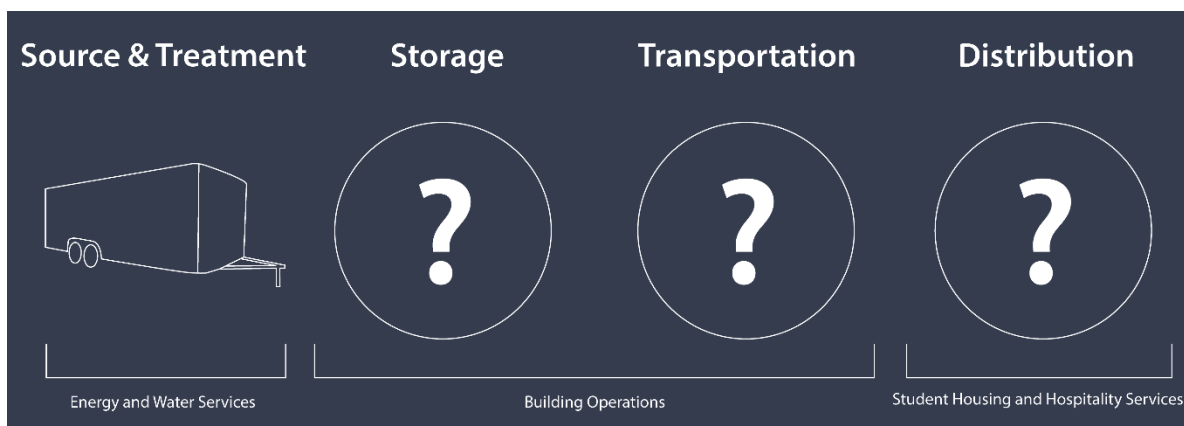 Source & Treatment
Storage
Transportation
Distribution
?
?
?
Energy and Water Services
Building Operations
Student Housing and Hospitality Services